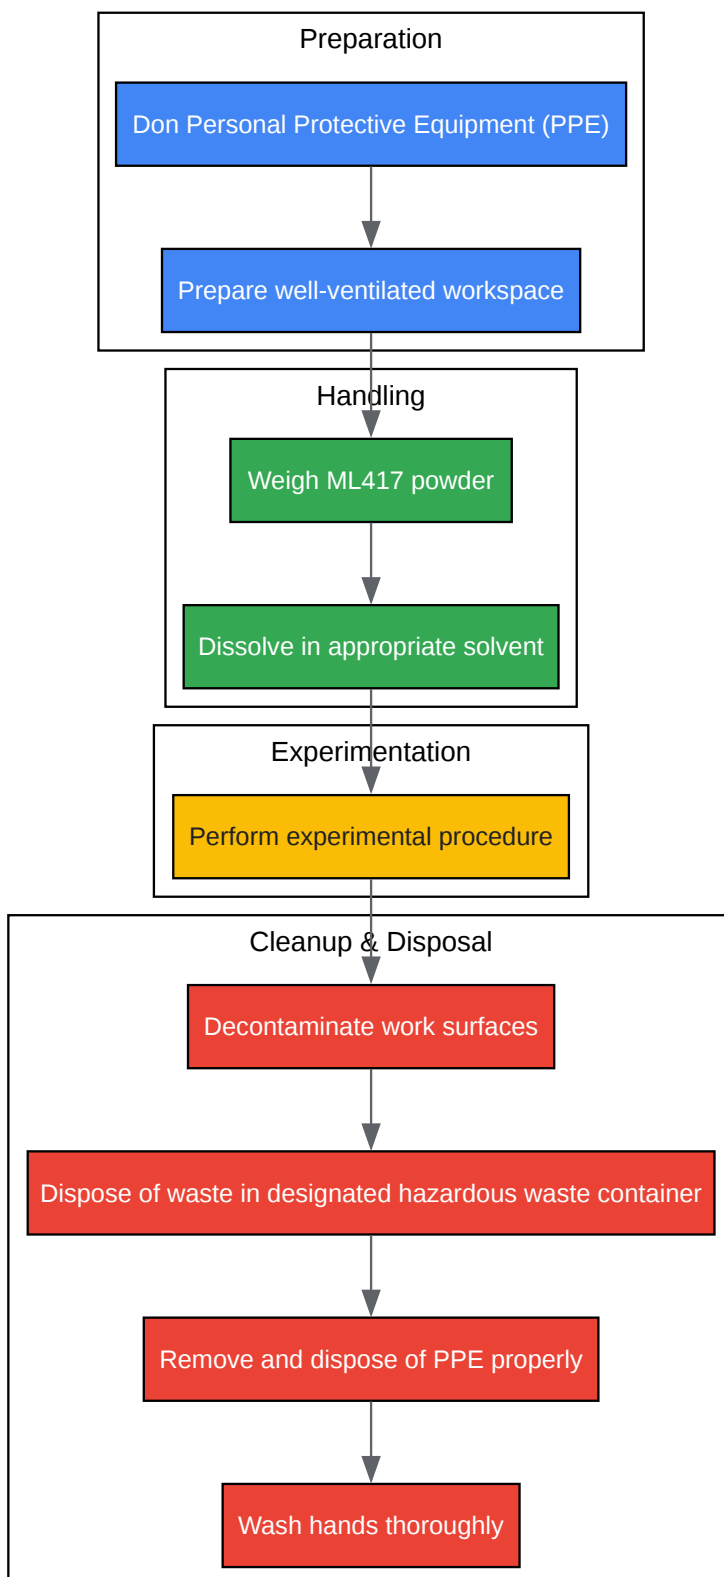 Preparation
Don Personal Protective Equipment (PPE)
Prepare well-ventilated workspace
Handling
Weigh ML417 powder
Dissolve in appropriate solvent
Experimentation
Perform experimental procedure
Cleanup & Disposal
Decontaminate work surfaces
Dispose of waste in designated hazardous waste container
Remove and dispose of PPE properly
Wash hands thoroughly